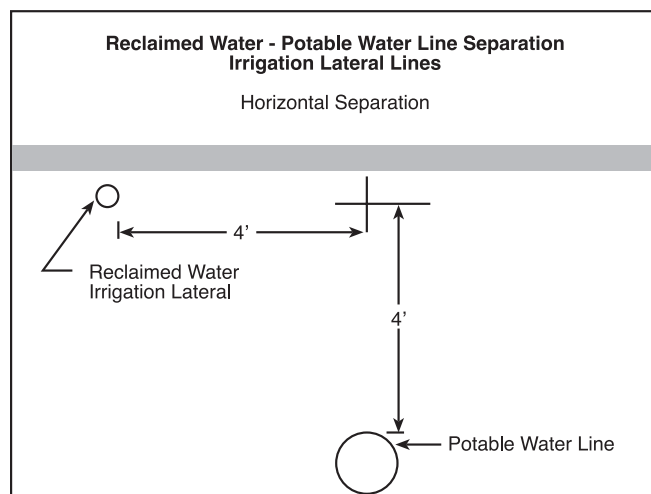 Reclaimed Water - Potable Water Line Separation
Irrigation Lateral Lines
Horizontal Separation
4'
Reclaimed Water
Irrigation Lateral
4'
Potable Water Line